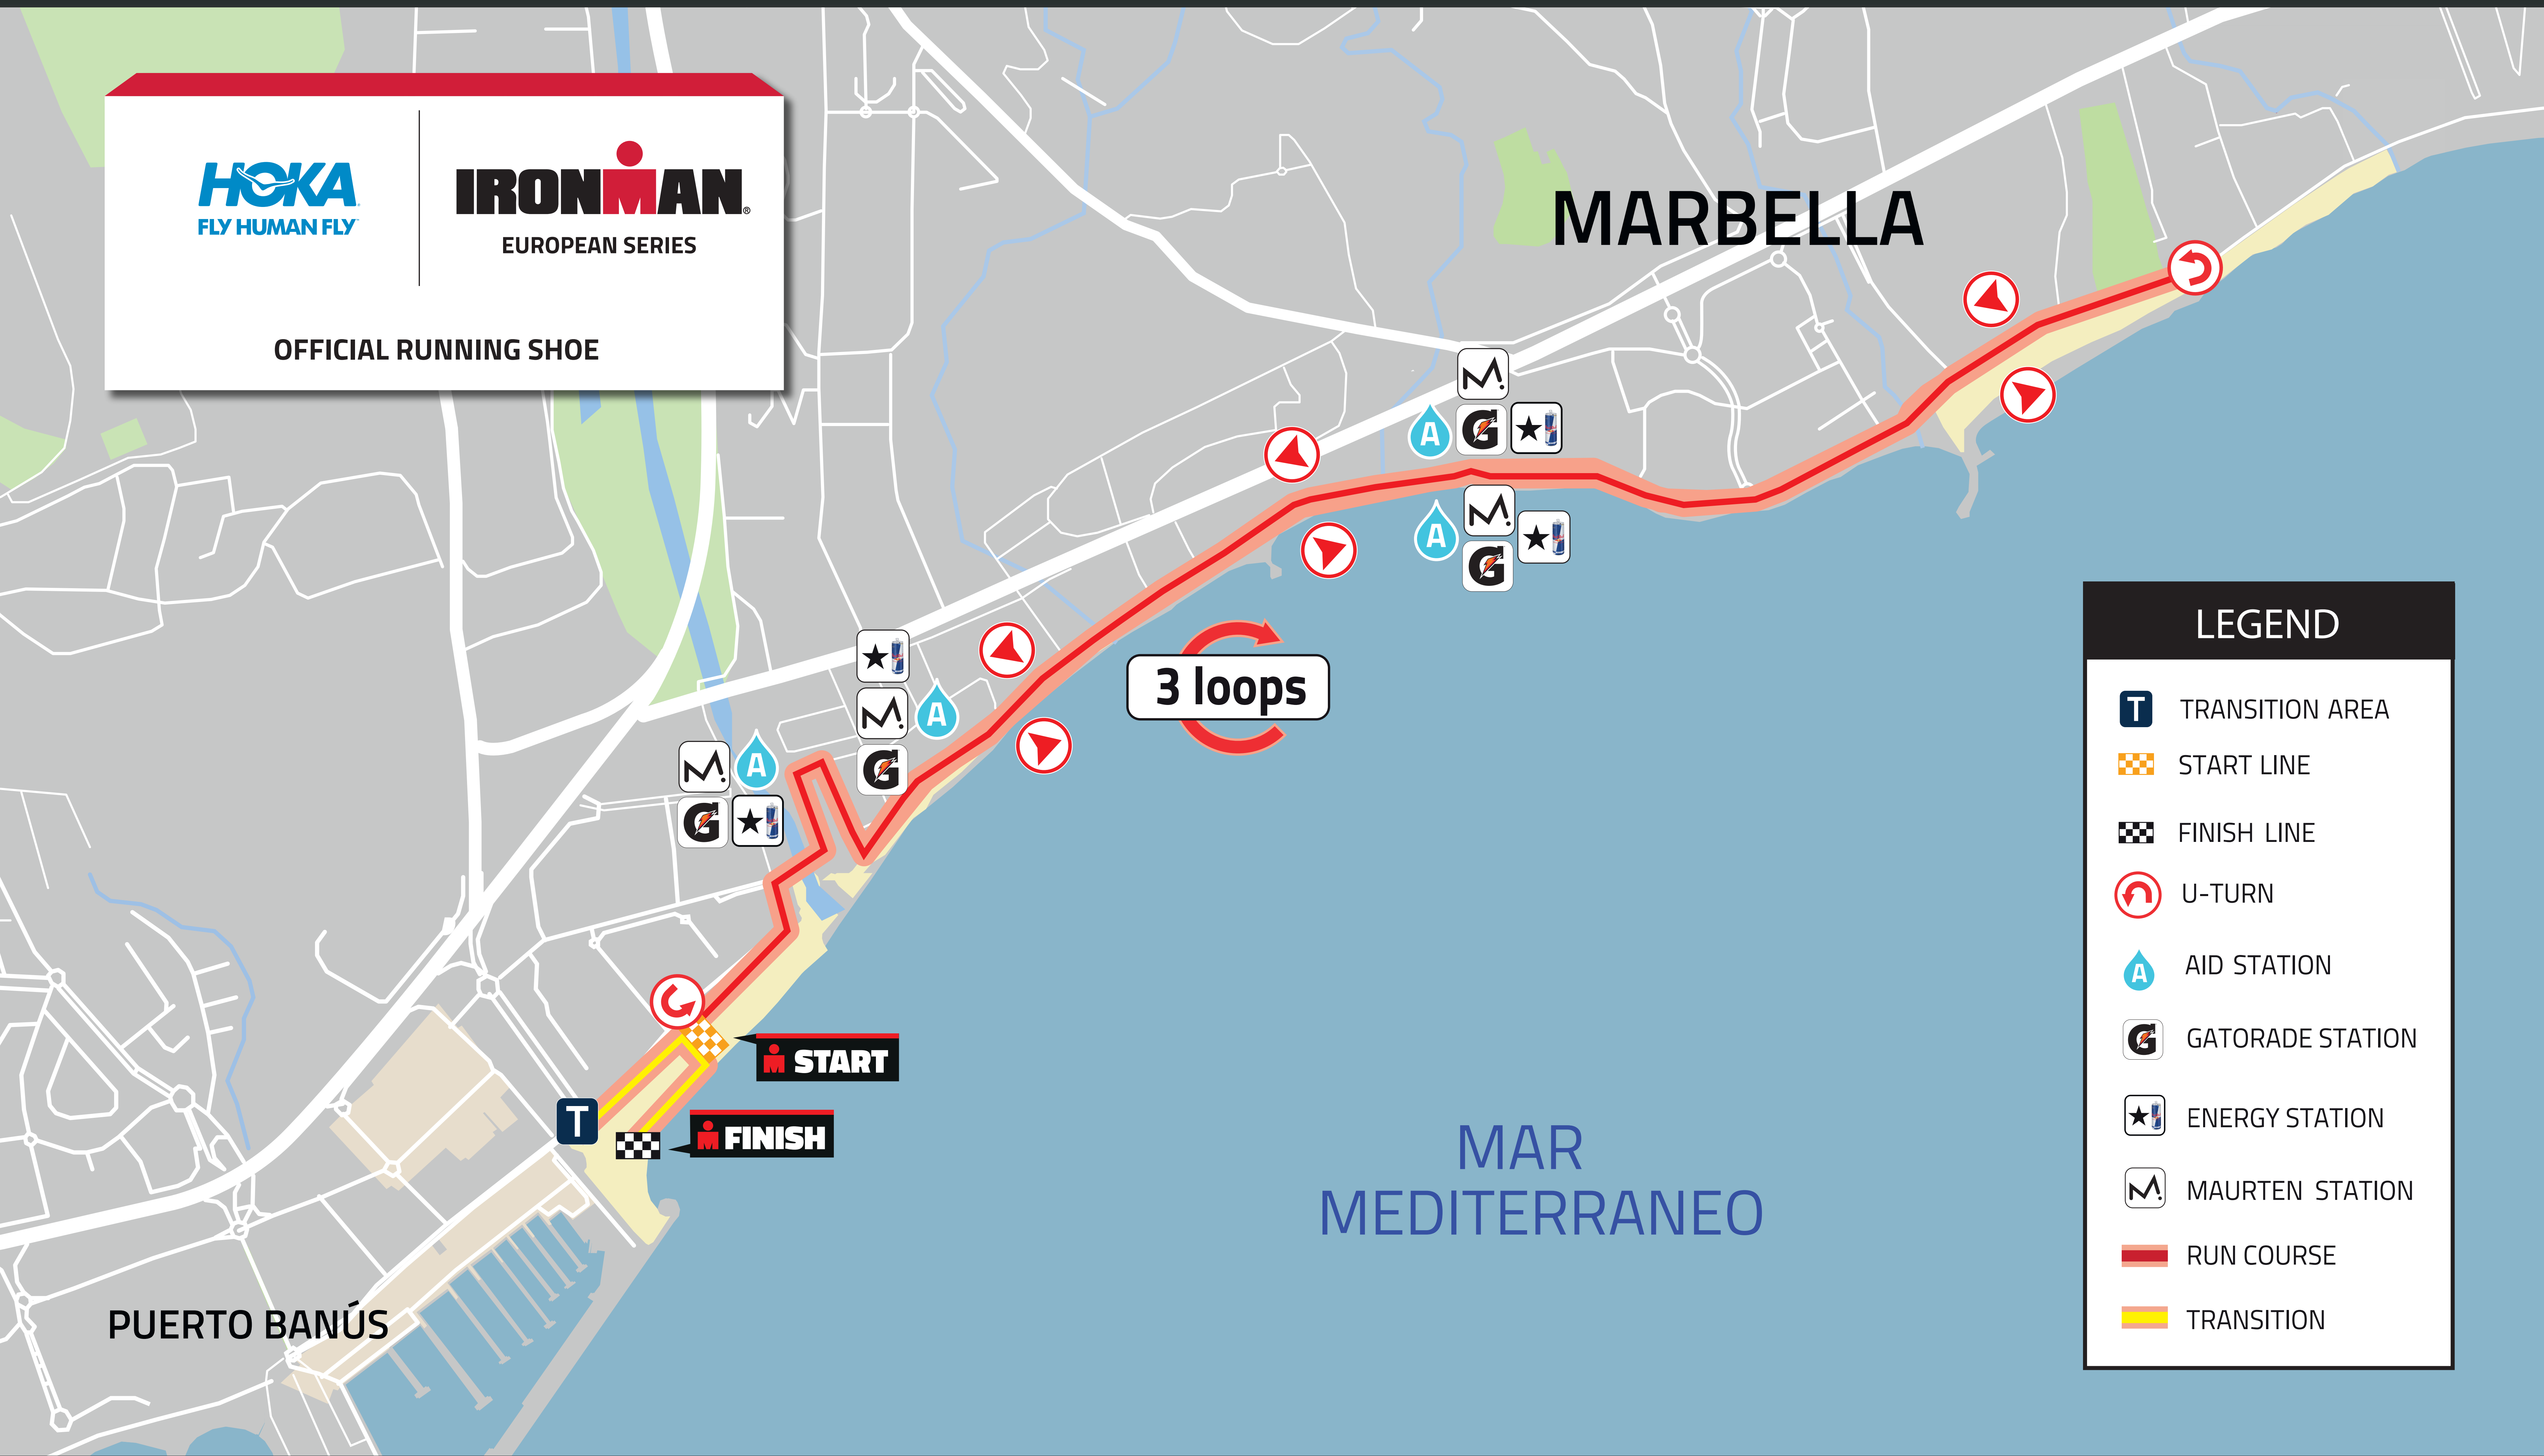 HOKA
FLY HUMAN FLY
IRONMAN®
EUROPEAN SERIES
OFFICIAL RUNNING SHOE
MARBELLA
M.
A G
M.
A
G
3 loops
M.
A
G
M. A
G
START
T
FINISH
MAR
MEDITERRANEO
PUERTO BANÚS
LEGEND
T TRANSITION AREA
START LINE
FINISH LINE
U-TURN
A AID STATION
G GATORADE STATION
ENERGY STATION
M. MAURTEN STATION
RUN COURSE
TRANSITION